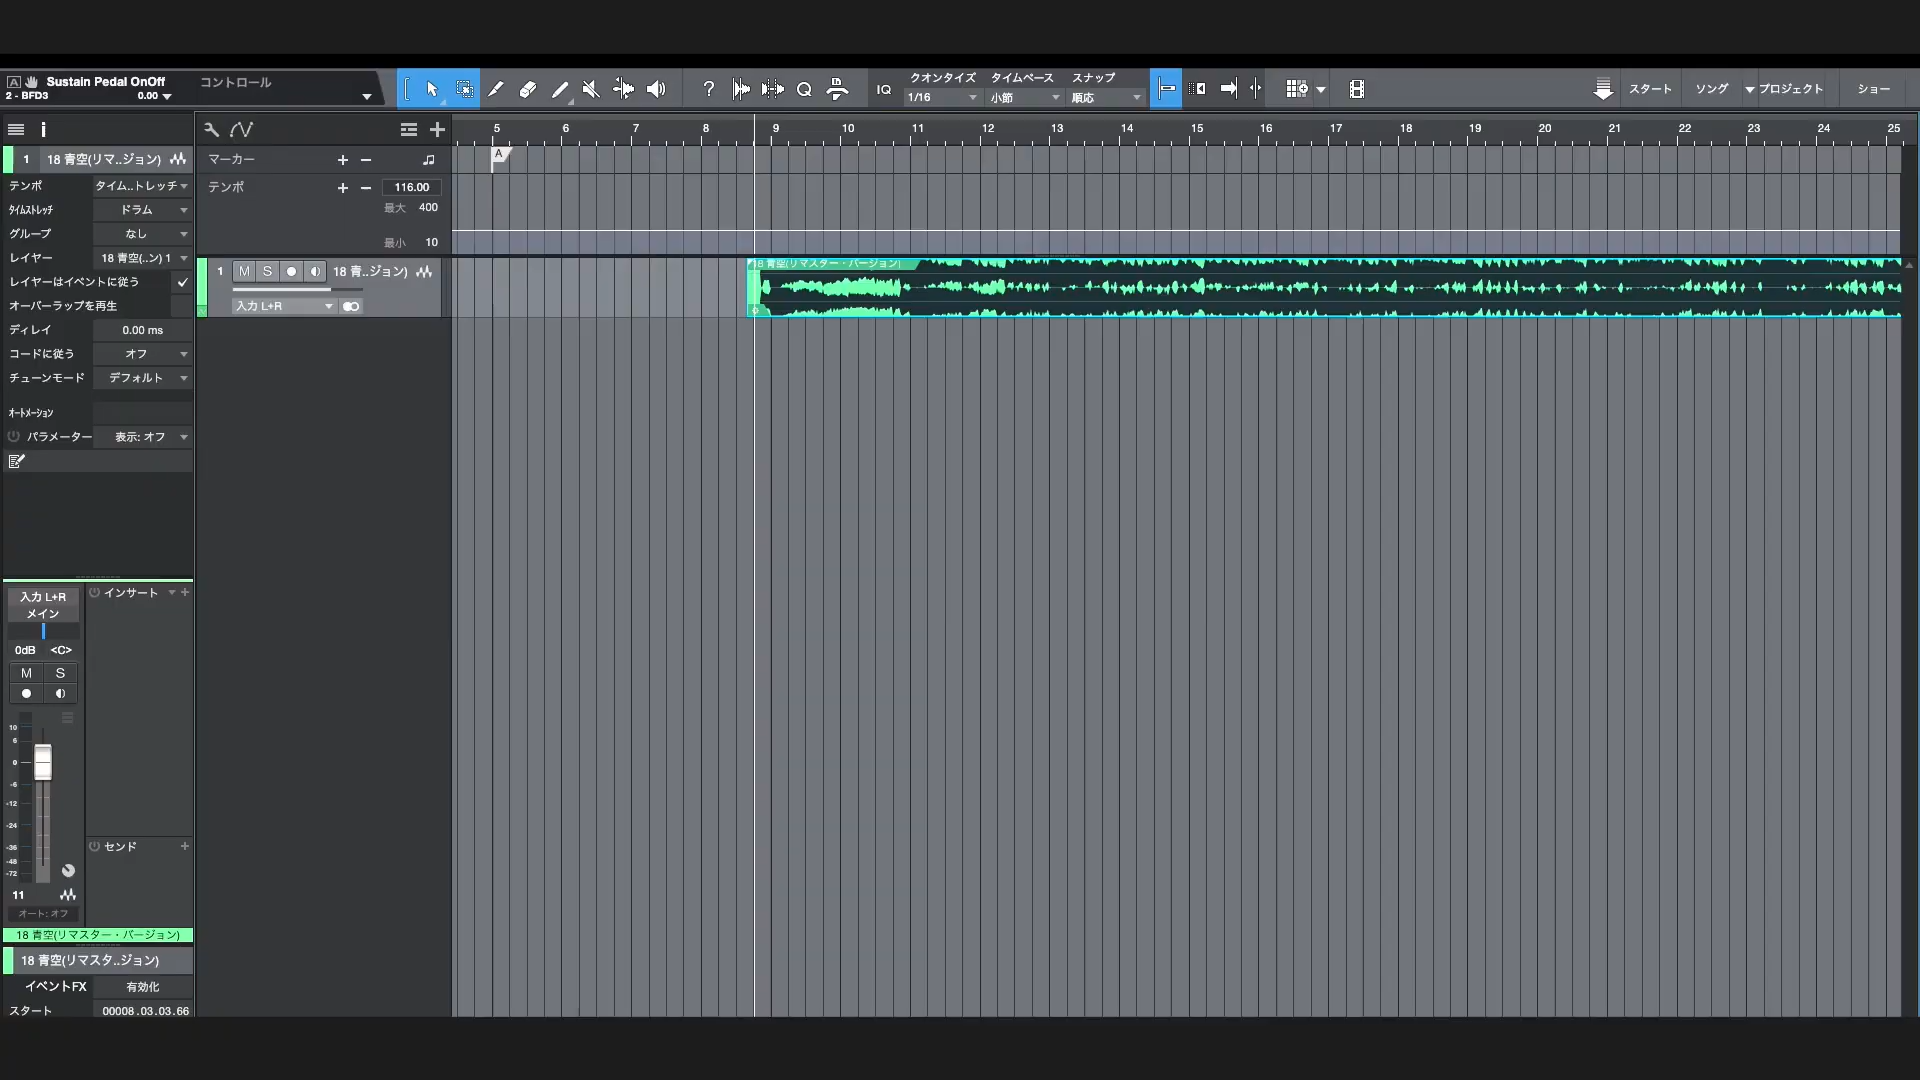 Sustain Pedal OnOff
2 - BFD3
0.00
コントロール
IQ
クオンタイズ
1/16
タイムベース
小節
スナップ
順応
スタート
ソング
プロジェクト
ショー
1
18 青空(リマ..ジョン)
テンポ
タイム..トレッチ
タイムストレッチ
ドラム
グループ
なし
レイヤー
18 青空(..ン) 1
レイヤーはイベントに従う
オーバーラップを再生
ディレイ
0.00 ms
コードに従う
オフ
チューンモード
デフォルト
オートメーション
パラメーター
表示: オフ
マーカー
テンポ
116.00
最大
400
最小
10
5 6 7 8 9 10 11 12 13 14 15 16 17 18 19 20 21 22 23 24 25
A
1
M
S
18 青..ジョン)
入力 L+R
18 青空(リマスター・バージョン)
入力 L+R
メイン
インサート
0dB
<C>
M
S
10
6
0
-6
-12
-24
-36
-48
-72
センド
11
オート: オフ
18 青空(リマスター・バージョン)
18 青空(リマスタ..ジョン)
イベントFX
有効化
スタート
00008.03.03.66